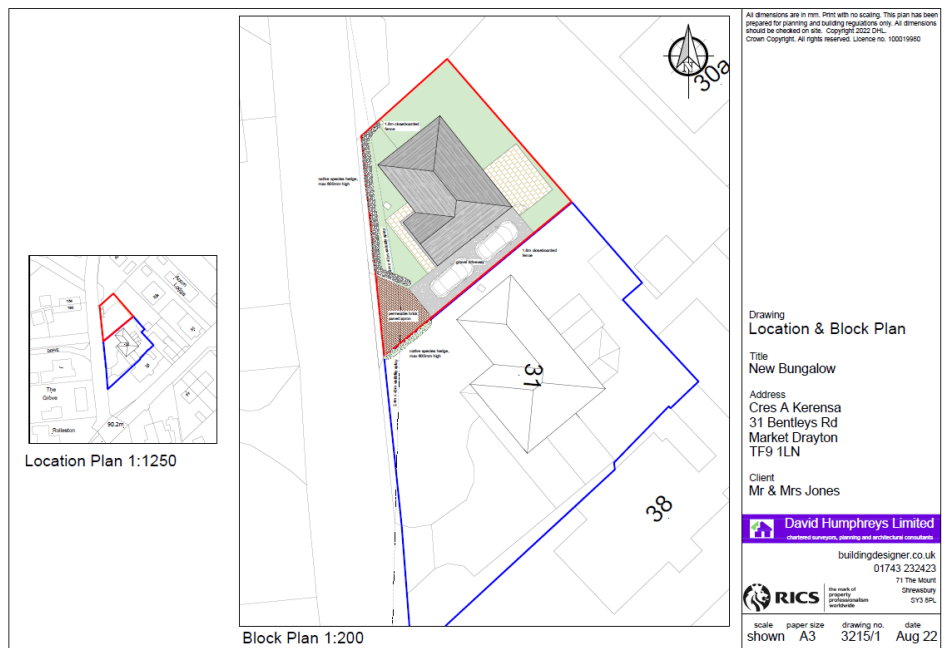 All dimensions are in mm. Print with no scaling. This plan has been
prepared for planning and building regulations only. All dimensions
should be checked on site. Copyright 2022 DHL.
Crown Copyright. All rights reserved. Licence no. 100019980
N
30a
1.8m closeboarded
fence
native species hedge,
max 600mm high
1.8m closeboarded
fence
gravel driveway
permeable brick
paved apron
native species hedge,
max 600mm high
31
38
Block Plan 1:200
The
Grove
Rolleston
90.2m
Location Plan 1:1250
Drawing
Location & Block Plan
Title
New Bungalow
Address
Cres A Kerensa
31 Bentleys Rd
Market Drayton
TF9 1LN
Client
Mr & Mrs Jones
David Humphreys Limited
chartered surveyors, planning and architectural consultants
buildingdesigner.co.uk
01743 232423
71 The Mount
Shrewsbury
SY3 8PL
RICS
the mark of
property
professionalism
worldwide
scale paper size drawing no. date
shown A3 3215/1 Aug 22